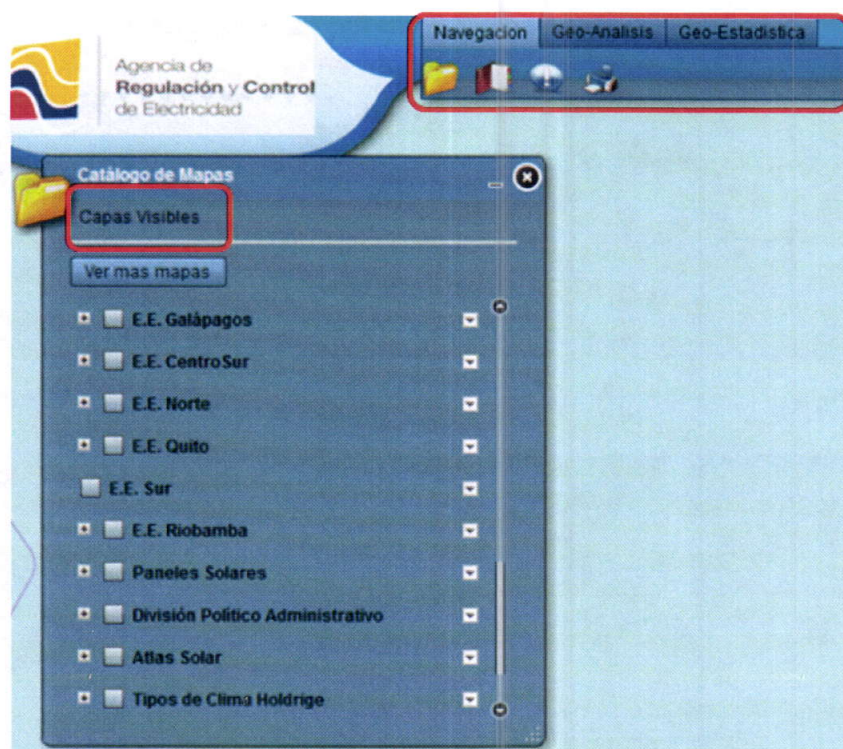 Navegacion Geo-Analisis Geo-Estadistica
Agencia de
Regulación y Control
de Electricidad
Catálogo de Mapas
Capas Visibles
Ver mas mapas
E.E. Galápagos
E.E. CentroSur
E.E. Norte
E.E. Quito
E.E. Sur
E.E. Riobamba
Paneles Solares
División Político Administrativo
Atlas Solar
Tipos de Clima Holdrige